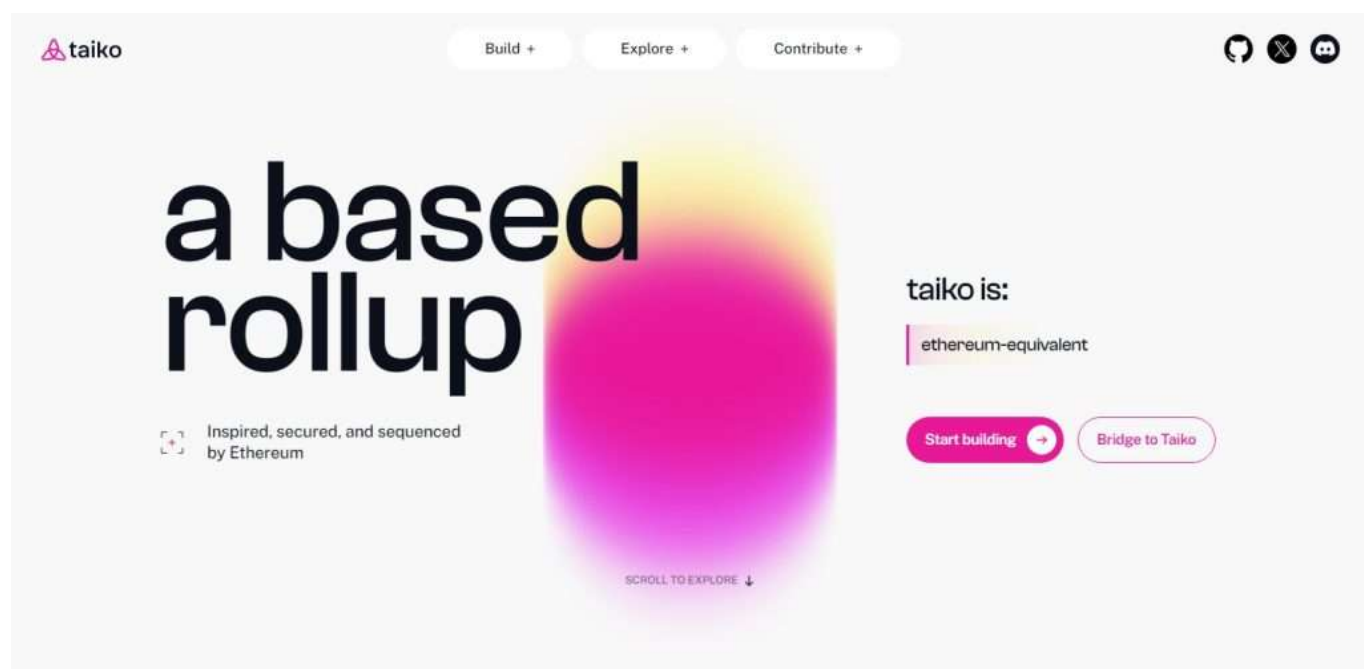 taiko
Build +
Explore +
Contribute +
a based
rollup
Inspired, secured, and sequenced
by Ethereum
taiko is:
ethereum-equivalent
Start building →
Bridge to Taiko
SCROLL TO EXPLORE ↓